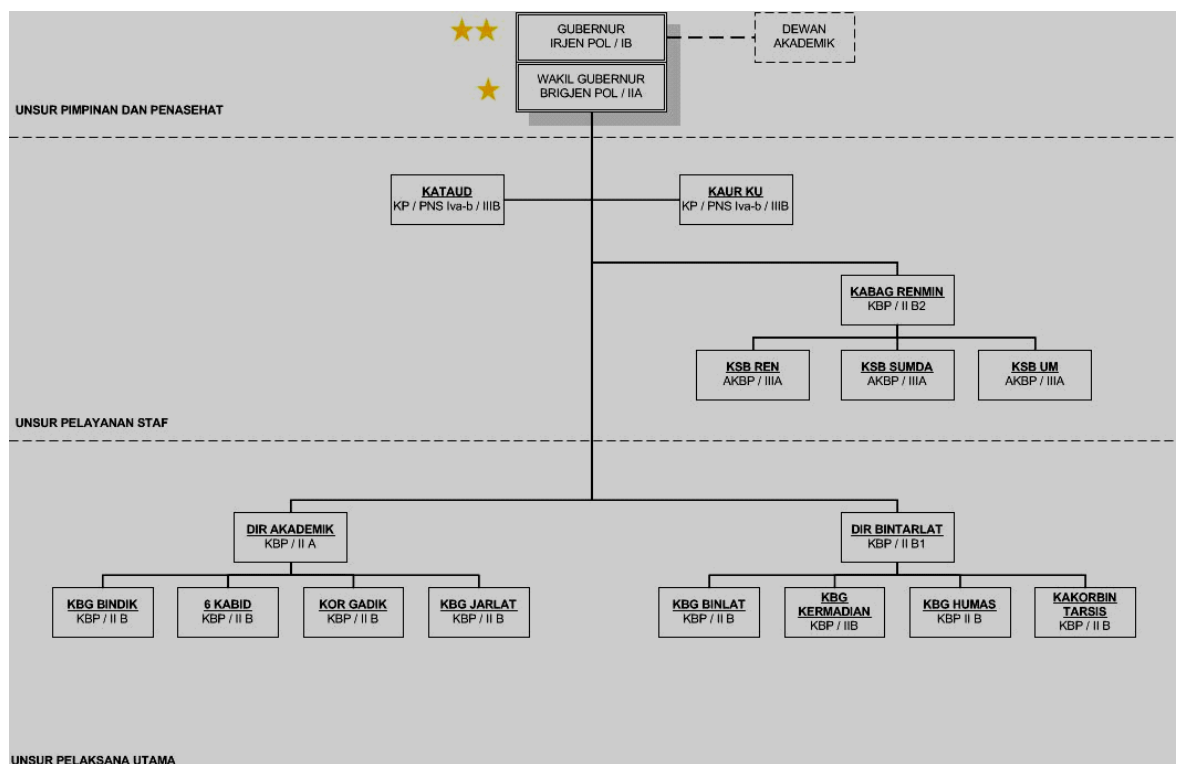 GUBERNUR
IRJEN POL / IB
DEWAN
AKADEMIK
WAKIL GUBERNUR
BRIGJEN POL / IIA
UNSUR PIMPINAN DAN PENASEHAT
KATAUD
KP / PNS Iva-b / IIIB
KAUR KU
KP / PNS Iva-b / IIIB
KABAG RENMIN
KBP / II B2
KSB REN
AKBP / IIIA
KSB SUMDA
AKBP / IIIA
KSB UM
AKBP / IIIA
UNSUR PELAYANAN STAF
DIR AKADEMIK
KBP / II A
DIR BINTARLAT
KBP / II B1
KBG BINDIK
KBP / II B
6 KABID
KBP / II B
KOR GADIK
KBP / II B
KBG JARLAT
KBP / II B
KBG BINLAT
KBP / II B
KBG
KERMADIAN
KBP / IIB
KBG HUMAS
KBP II B
KAKORBIN
TARSIS
KBP / II B
UNSUR PELAKSANA UTAMA